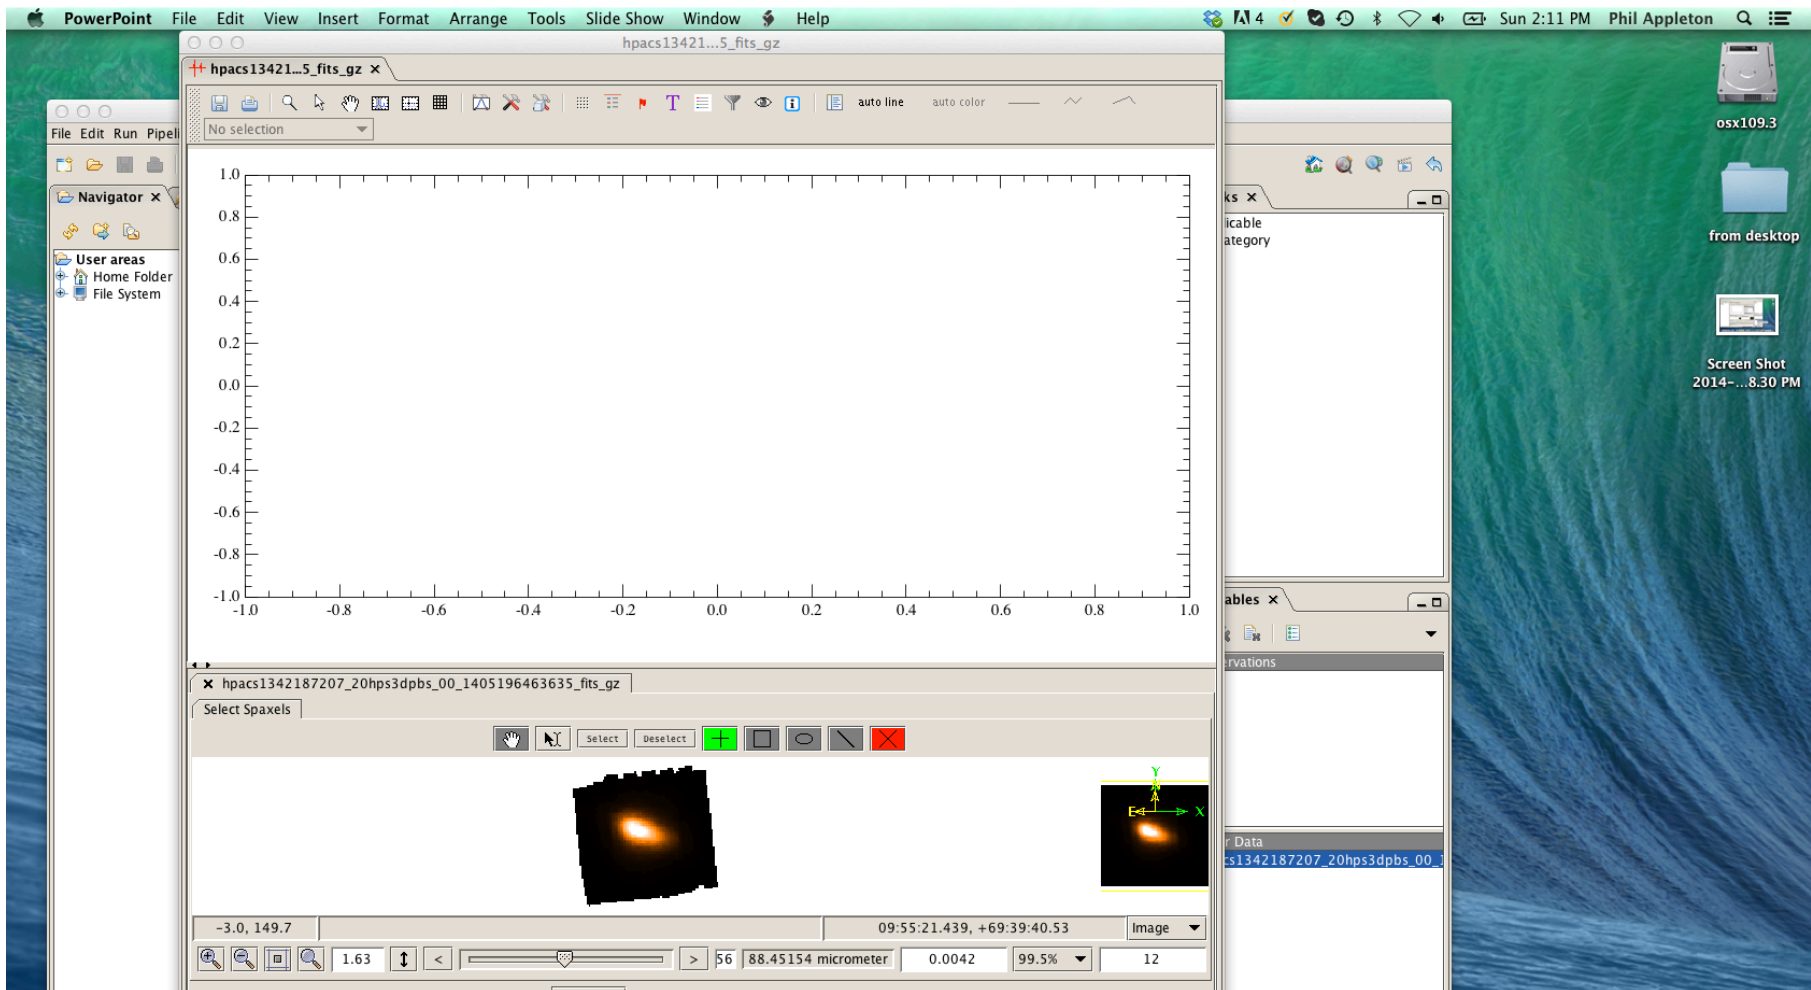 PowerPoint File Edit View Insert Format Arrange Tools Slide Show Window Help 4 Sun 2:11 PM Phil Appleton
hpacs13421...5_fits_gz
hpacs13421...5_fits_gz
auto line auto color
No selection
File Edit Run Pipeli
Navigator
User areas
Home Folder
File System
1.0
0.8
0.6
0.4
0.2
0.0
-0.2
-0.4
-0.6
-0.8
-1.0
-1.0 -0.8 -0.6 -0.4 -0.2 0.0 0.2 0.4 0.6 0.8 1.0
ks
icable
ategory
ables
ervations
r Data
cs1342187207_20hps3dpbs_00_1
hpacs1342187207_20hps3dpbs_00_1405196463635_fits_gz
Select Spaxels
Select Deselect
Y
E X
-3.0, 149.7 09:55:21.439, +69:39:40.53 Image
1.63 < > 56 88.45154 micrometer 0.0042 99.5% 12
osx109.3
from desktop
Screen Shot
2014-...8.30 PM